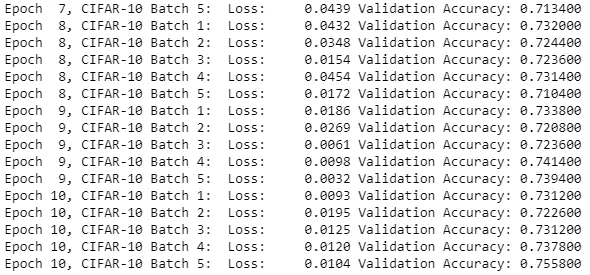 Epoch  7, CIFAR-10 Batch 5:  Loss:     0.0439 Validation Accuracy: 0.713400
Epoch  8, CIFAR-10 Batch 1:  Loss:     0.0432 Validation Accuracy: 0.732000
Epoch  8, CIFAR-10 Batch 2:  Loss:     0.0348 Validation Accuracy: 0.724400
Epoch  8, CIFAR-10 Batch 3:  Loss:     0.0154 Validation Accuracy: 0.723600
Epoch  8, CIFAR-10 Batch 4:  Loss:     0.0454 Validation Accuracy: 0.731400
Epoch  8, CIFAR-10 Batch 5:  Loss:     0.0172 Validation Accuracy: 0.710400
Epoch  9, CIFAR-10 Batch 1:  Loss:     0.0186 Validation Accuracy: 0.733800
Epoch  9, CIFAR-10 Batch 2:  Loss:     0.0269 Validation Accuracy: 0.720800
Epoch  9, CIFAR-10 Batch 3:  Loss:     0.0061 Validation Accuracy: 0.723600
Epoch  9, CIFAR-10 Batch 4:  Loss:     0.0098 Validation Accuracy: 0.741400
Epoch  9, CIFAR-10 Batch 5:  Loss:     0.0032 Validation Accuracy: 0.739400
Epoch 10, CIFAR-10 Batch 1:  Loss:     0.0093 Validation Accuracy: 0.731200
Epoch 10, CIFAR-10 Batch 2:  Loss:     0.0195 Validation Accuracy: 0.722600
Epoch 10, CIFAR-10 Batch 3:  Loss:     0.0125 Validation Accuracy: 0.731200
Epoch 10, CIFAR-10 Batch 4:  Loss:     0.0120 Validation Accuracy: 0.737800
Epoch 10, CIFAR-10 Batch 5:  Loss:     0.0104 Validation Accuracy: 0.755800